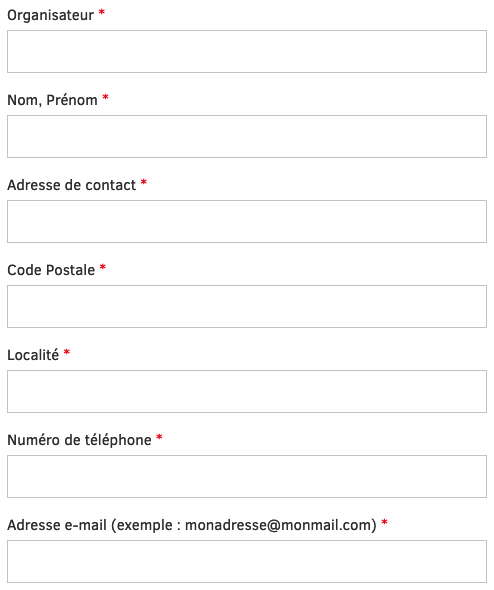 Organisateur *
Nom, Prénom *
Adresse de contact *
Code Postale *
Localité *
Numéro de téléphone *
Adresse e-mail (exemple : monadresse@monmail.com) *